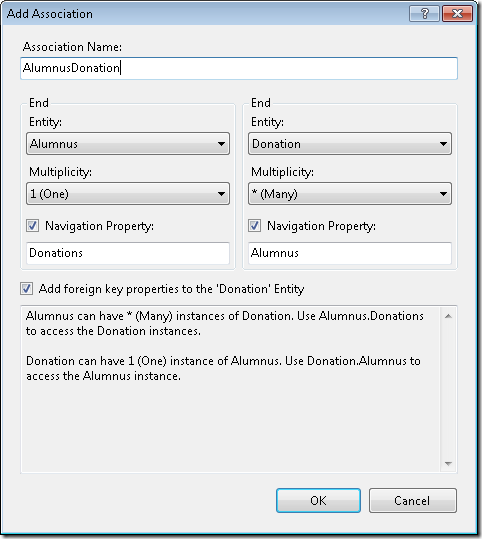 Add Association
Association Name:
AlumnusDonation
End
Entity:
Alumnus
Multiplicity:
1 (One)
Navigation Property:
Donations
End
Entity:
Donation
Multiplicity:
* (Many)
Navigation Property:
Alumnus
Add foreign key properties to the 'Donation' Entity
Alumnus can have * (Many) instances of Donation. Use Alumnus.Donations
to access the Donation instances.
Donation can have 1 (One) instance of Alumnus. Use Donation.Alumnus to
access the Alumnus instance.
OK
Cancel